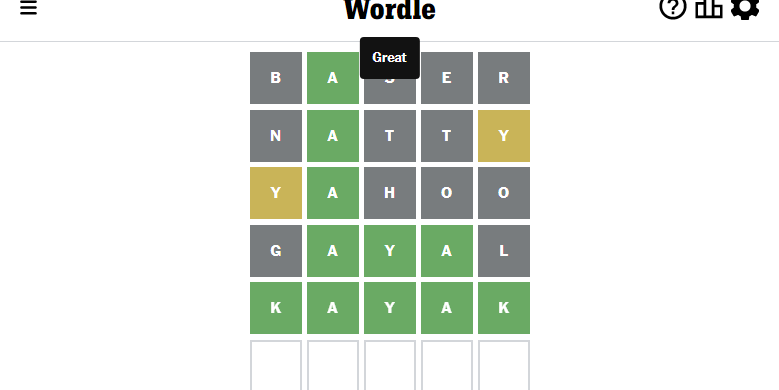 Wordle
Great
B A E R
N A T T Y
Y A H O O
G A Y A L
K A Y A K